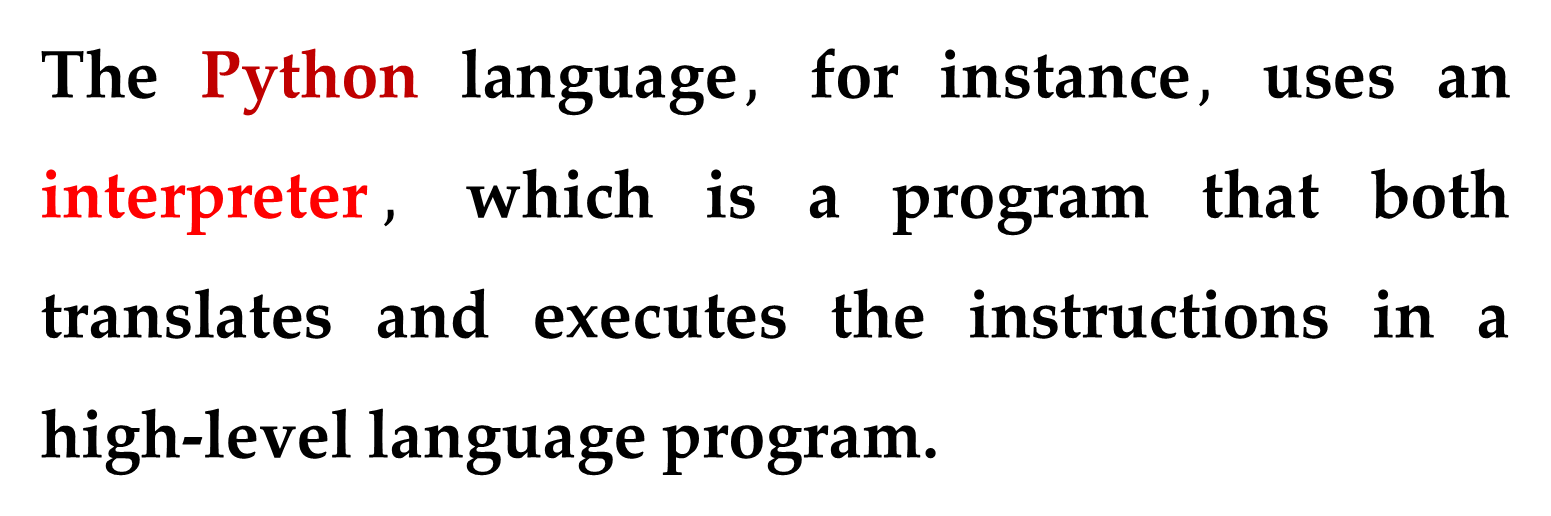 The Python language, for instance, uses an
interpreter , which is a program that both
translates and executes the instructions in a
high-level language program.